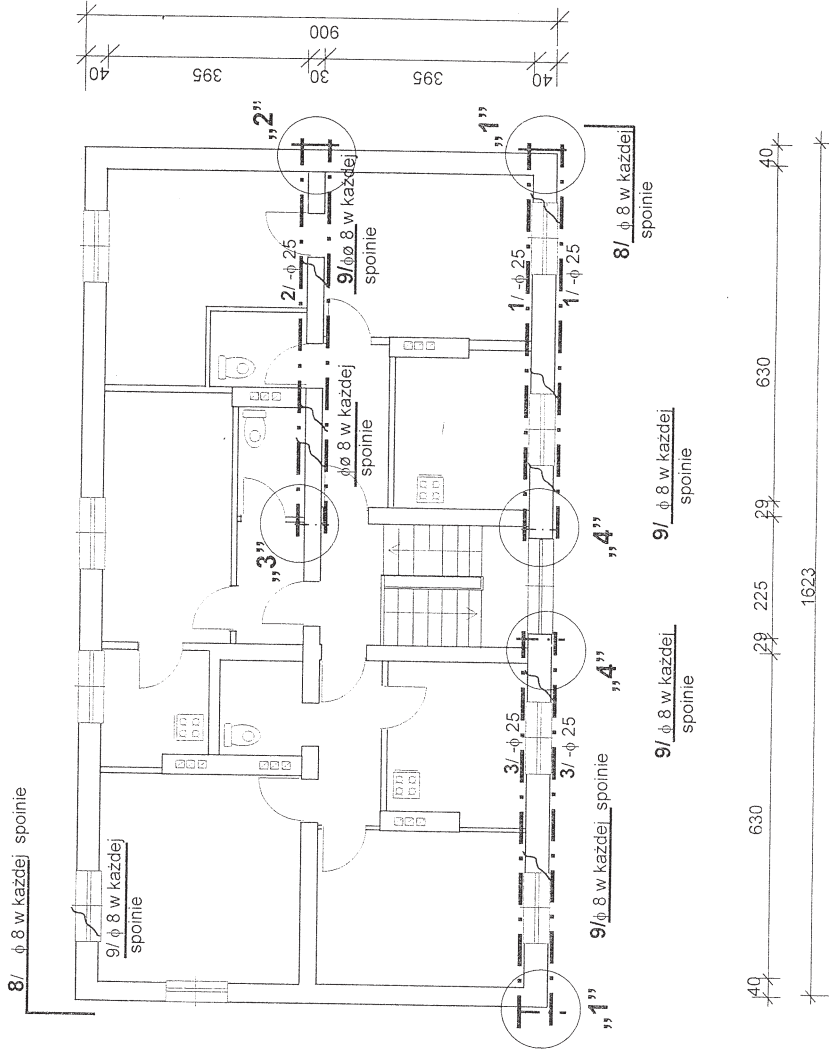 900
40
395
30
395
40
„2”
„1”
9/ϕø 8 w każdej
spoinie
2/ -ϕ 25
8/ ϕ 8 w każdej
spoinie
1/ -ϕ 25
1/ -ϕ 25
40
630
ϕø 8 w każdej
spoinie
9/ ϕ 8 w każdej
spoinie
„3”
„4”
29
225
1623
29
„4”
9/ ϕ 8 w każdej
spoinie
3/ -ϕ 25
3/ -ϕ 25
9/ ϕ 8 w każdej spoinie
630
8/ ϕ 8 w każdej spoinie
9/ ϕ 8 w każdej
spoinie
„1”
40